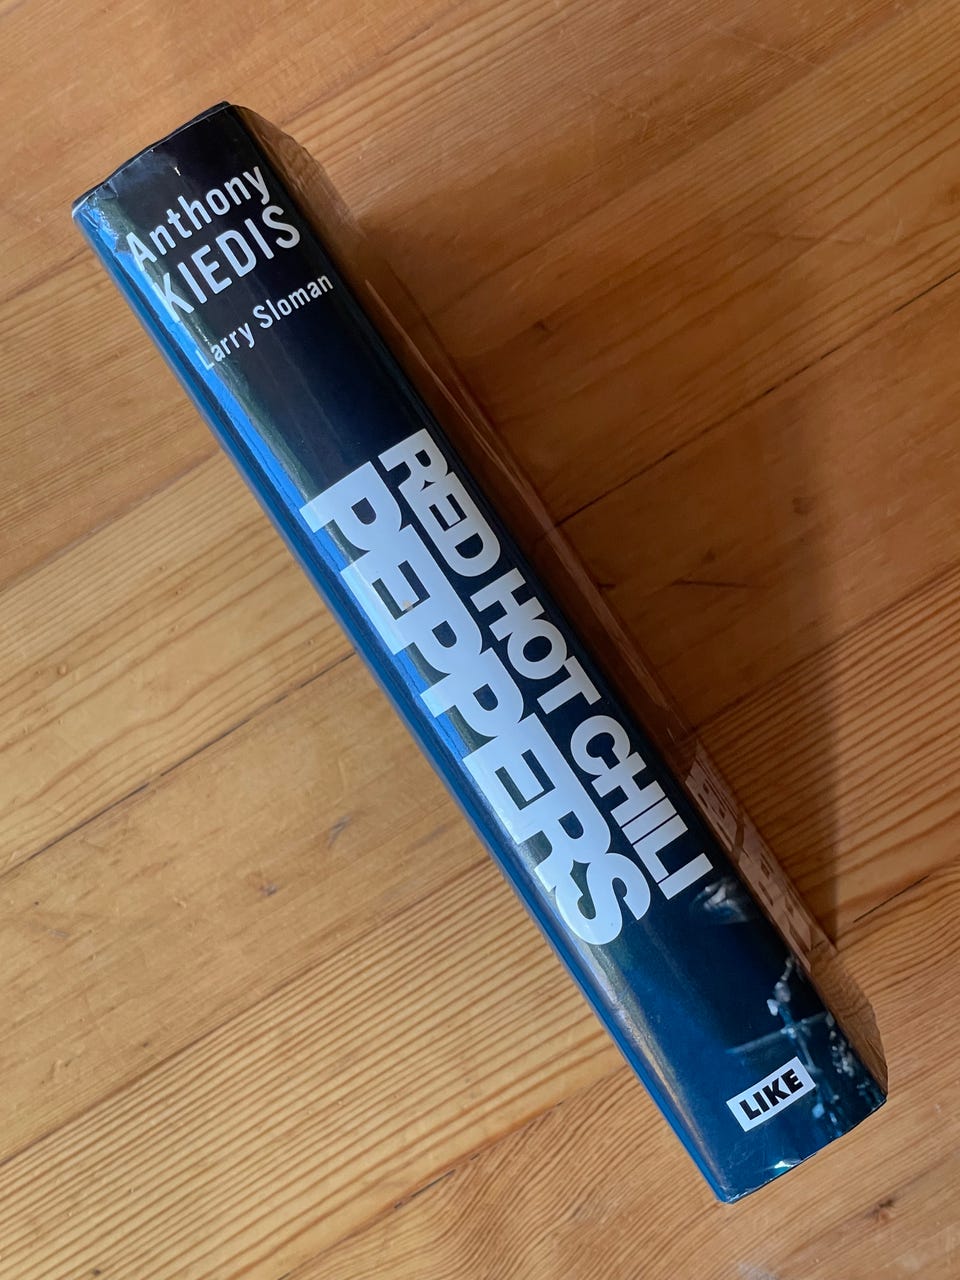 Anthony
KIEDIS
Larry Sloman
RED HOT CHILI
PEPPERS
LIKE